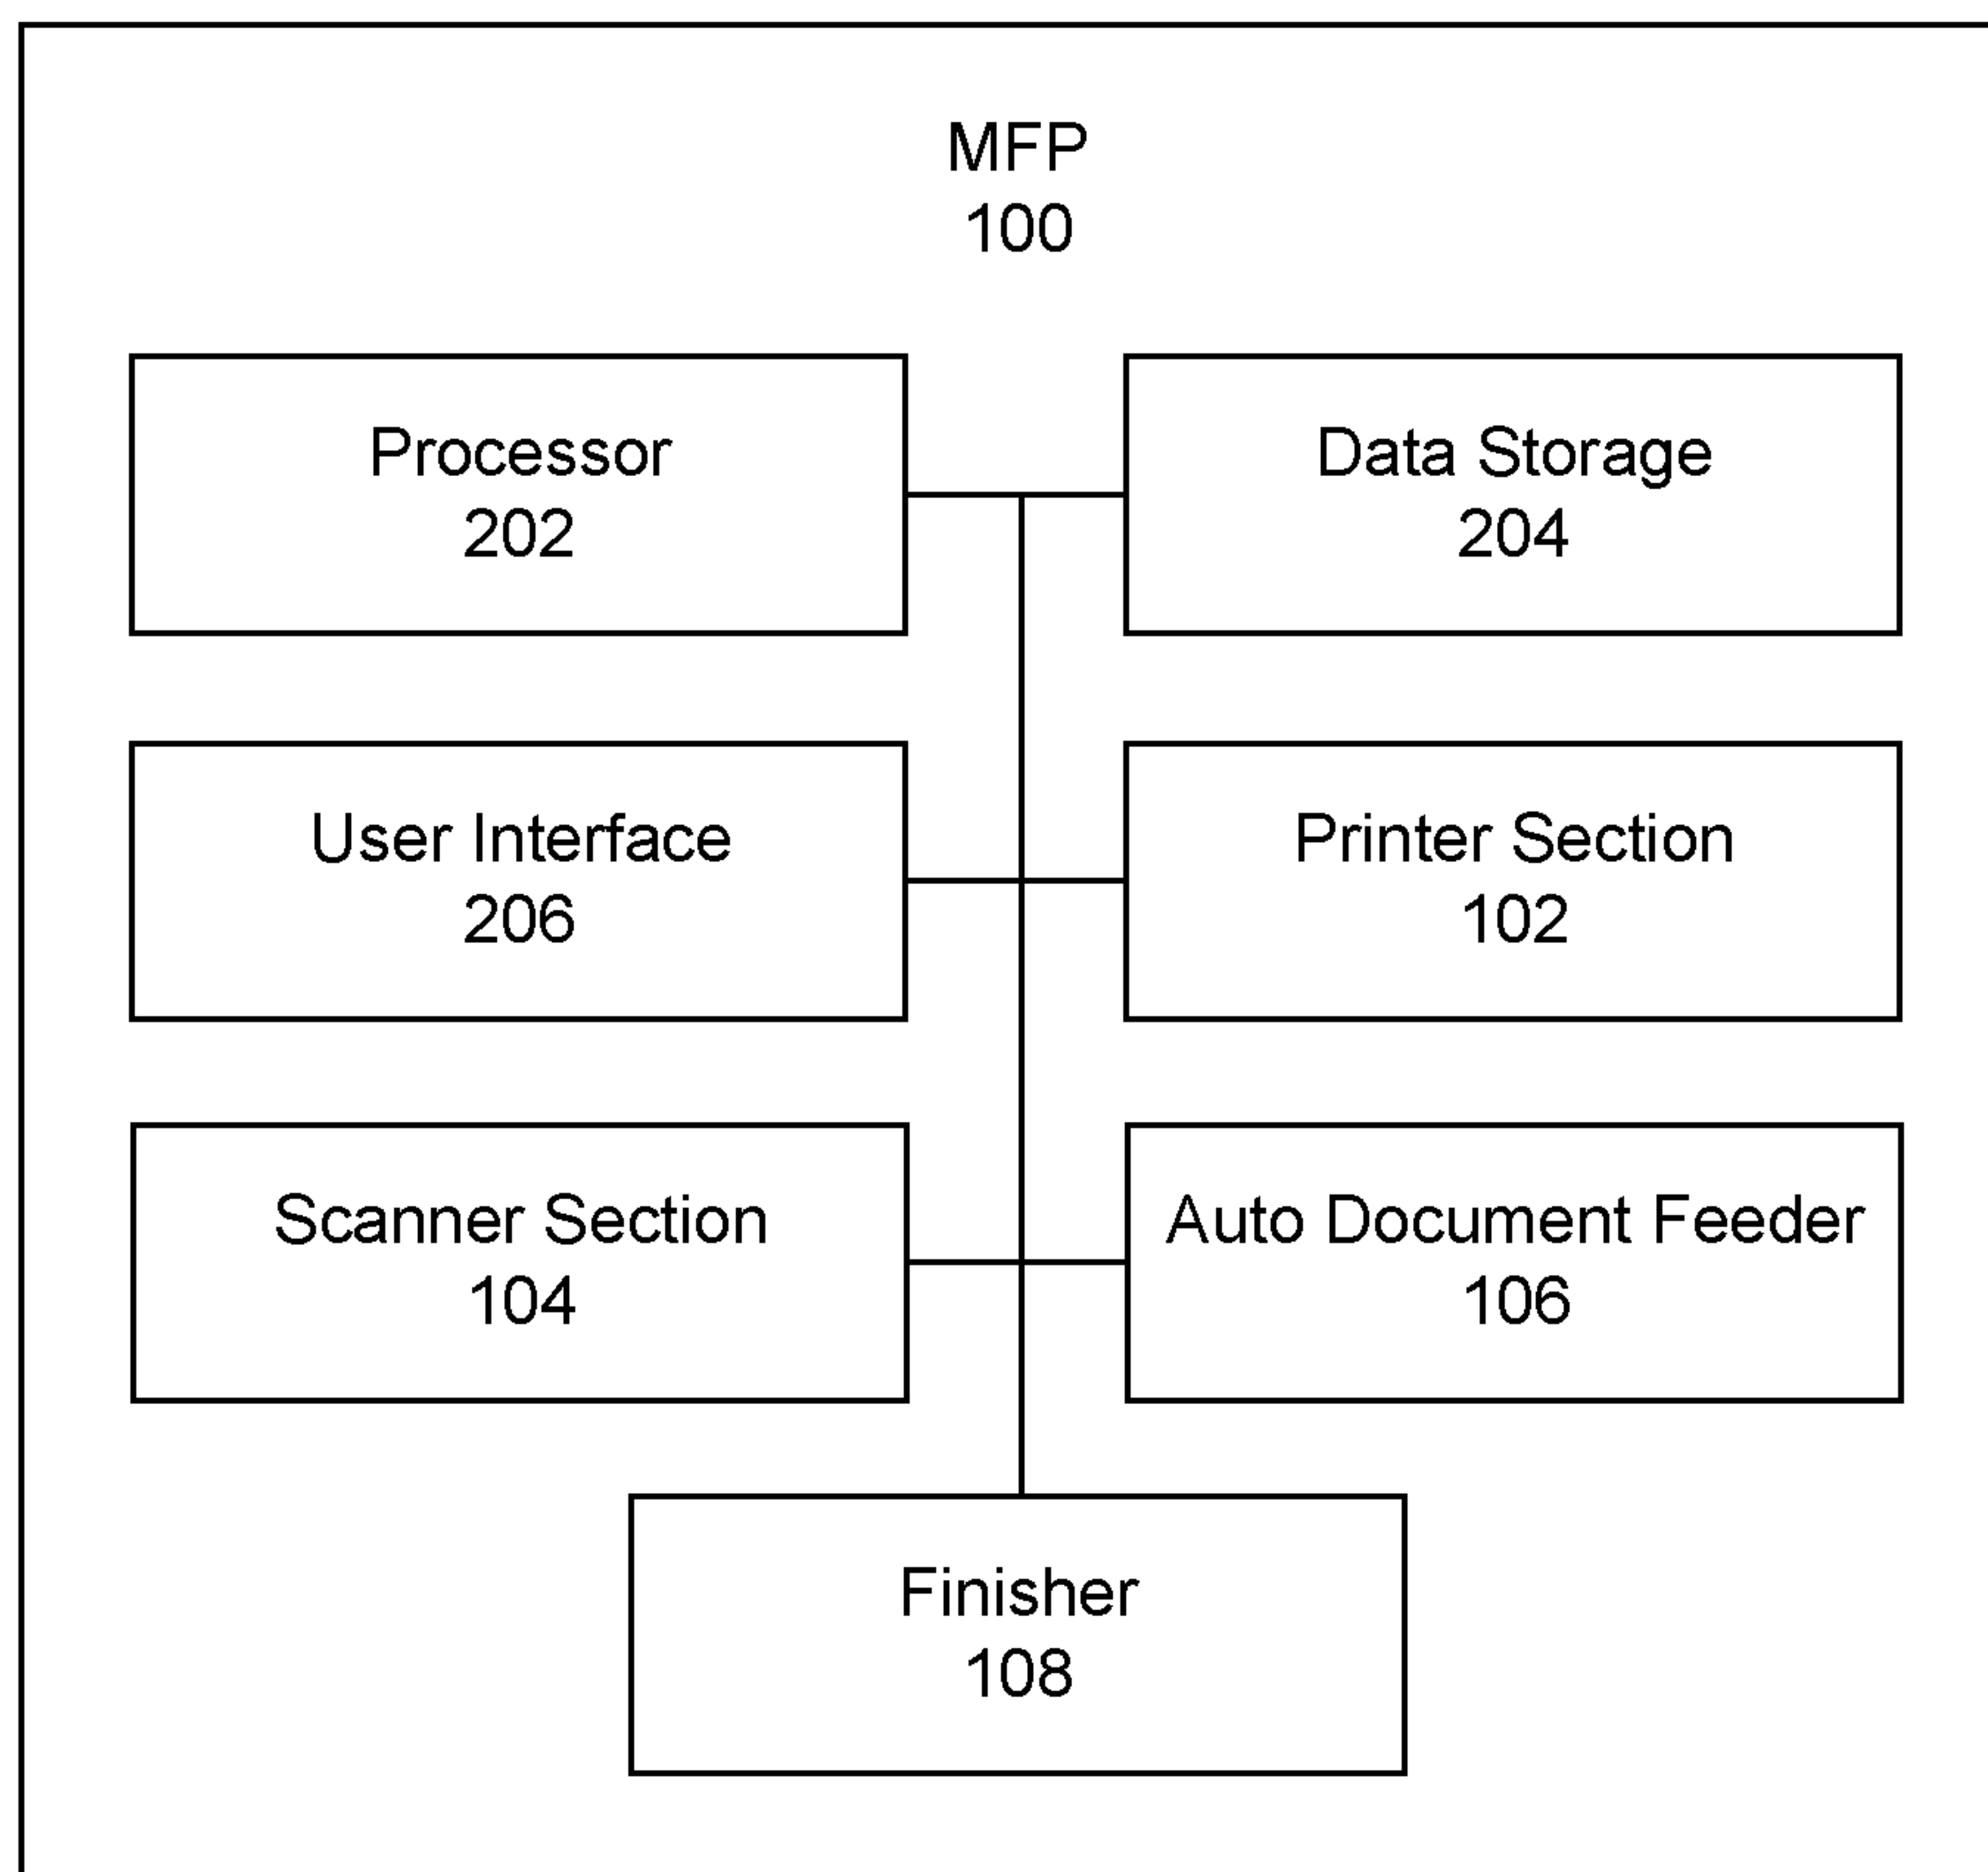 MFP
100
Processor
202
Data Storage
204
User Interface
206
Printer Section
102
Scanner Section
104
Auto Document Feeder
106
Finisher
108